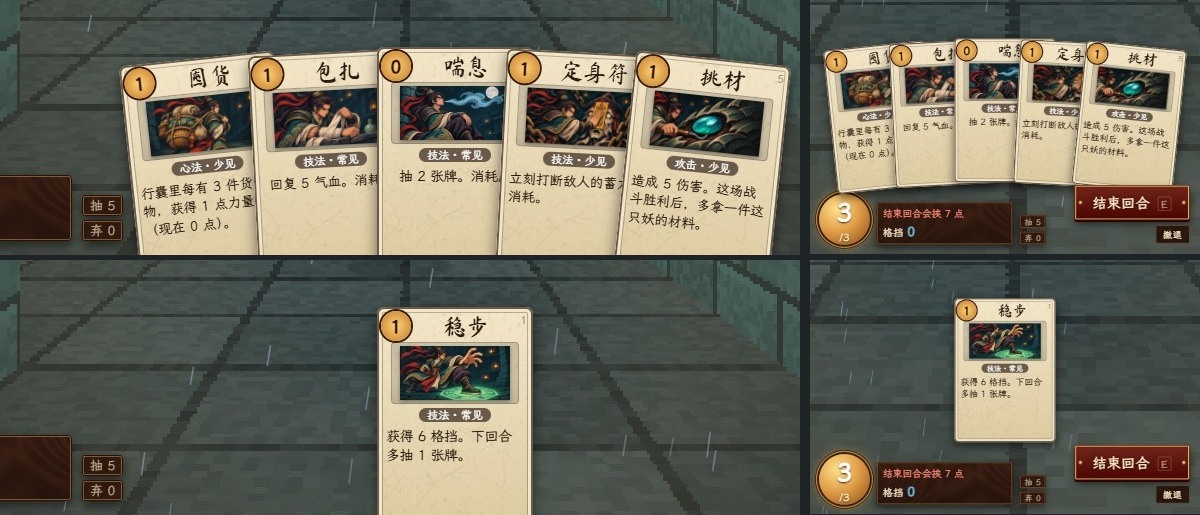 1
囤货
心法·少见
行囊里每有 3 件货
物，获得 1 点力量
（现在 0 点）。
1
包扎
技法·常见
回复 5 气血。消耗
0
喘息
技法·常见
抽 2 张牌。消耗
1
定身符
技法·少见
立刻打断敌人的蓄力
消耗。
1
挑材
5
攻击·少见
造成 5 伤害。这场战
斗胜利后，多拿一件这
只妖的材料。
抽 5
弃 0
1
囤货
心法·少
行囊里每有 3
物，获得 1 点
（现在 0 点）。
1
包扎
技法·常
回复 5 气血。
0
喘息
技法·常
抽 2 张牌。
1
定身
技法·少
立刻打断敌人
消耗。
1
挑材
5
攻击·少见
造成 5 伤害。这场战
斗胜利后，多拿一件这
只妖的材料。
3
/3
结束回合会挨 7 点
格挡 0
抽 5
弃 0
结束回合 E
撤退
1
稳步
1
技法·常见
获得 6 格挡。下回合
多抽 1 张牌。
抽 5
弃 0
1
稳步
1
技法·常见
获得 6 格挡。下回合
多抽 1 张牌。
3
/3
结束回合会挨 7 点
格挡 0
抽 5
弃 0
结束回合 E
撤退